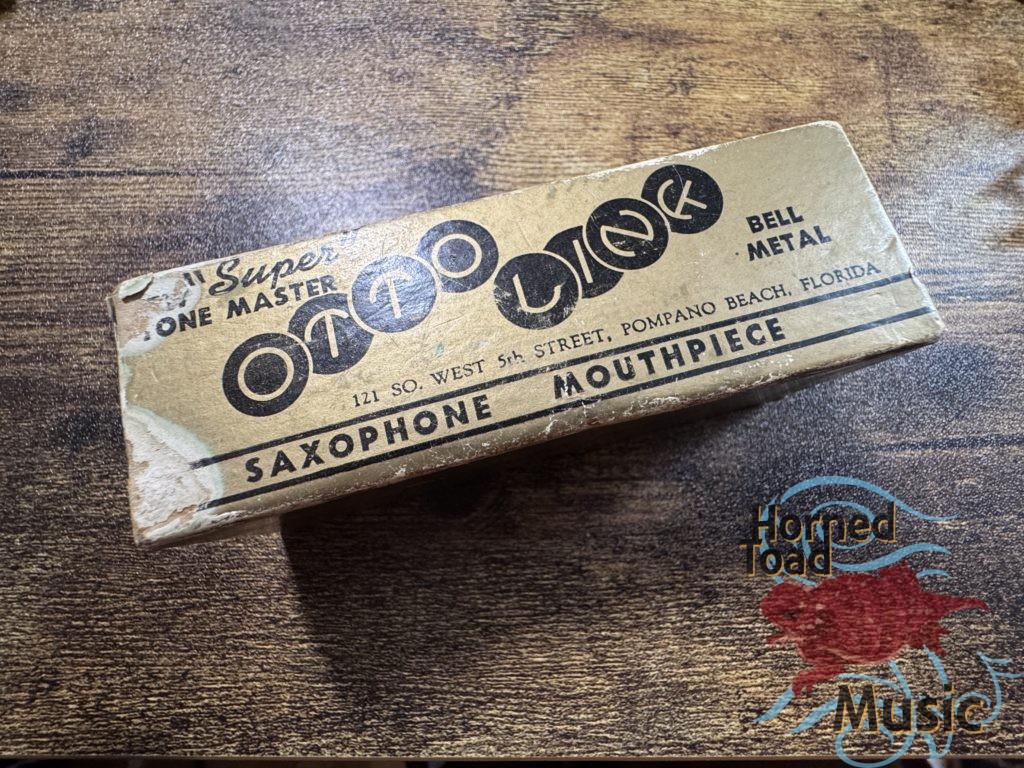 "Super"
TONE MASTER
OTTO LINK
BELL
METAL
121 SO. WEST 5th STREET, POMPANO BEACH, FLORIDA
SAXOPHONE MOUTHPIECE
Horned
Toad
Music